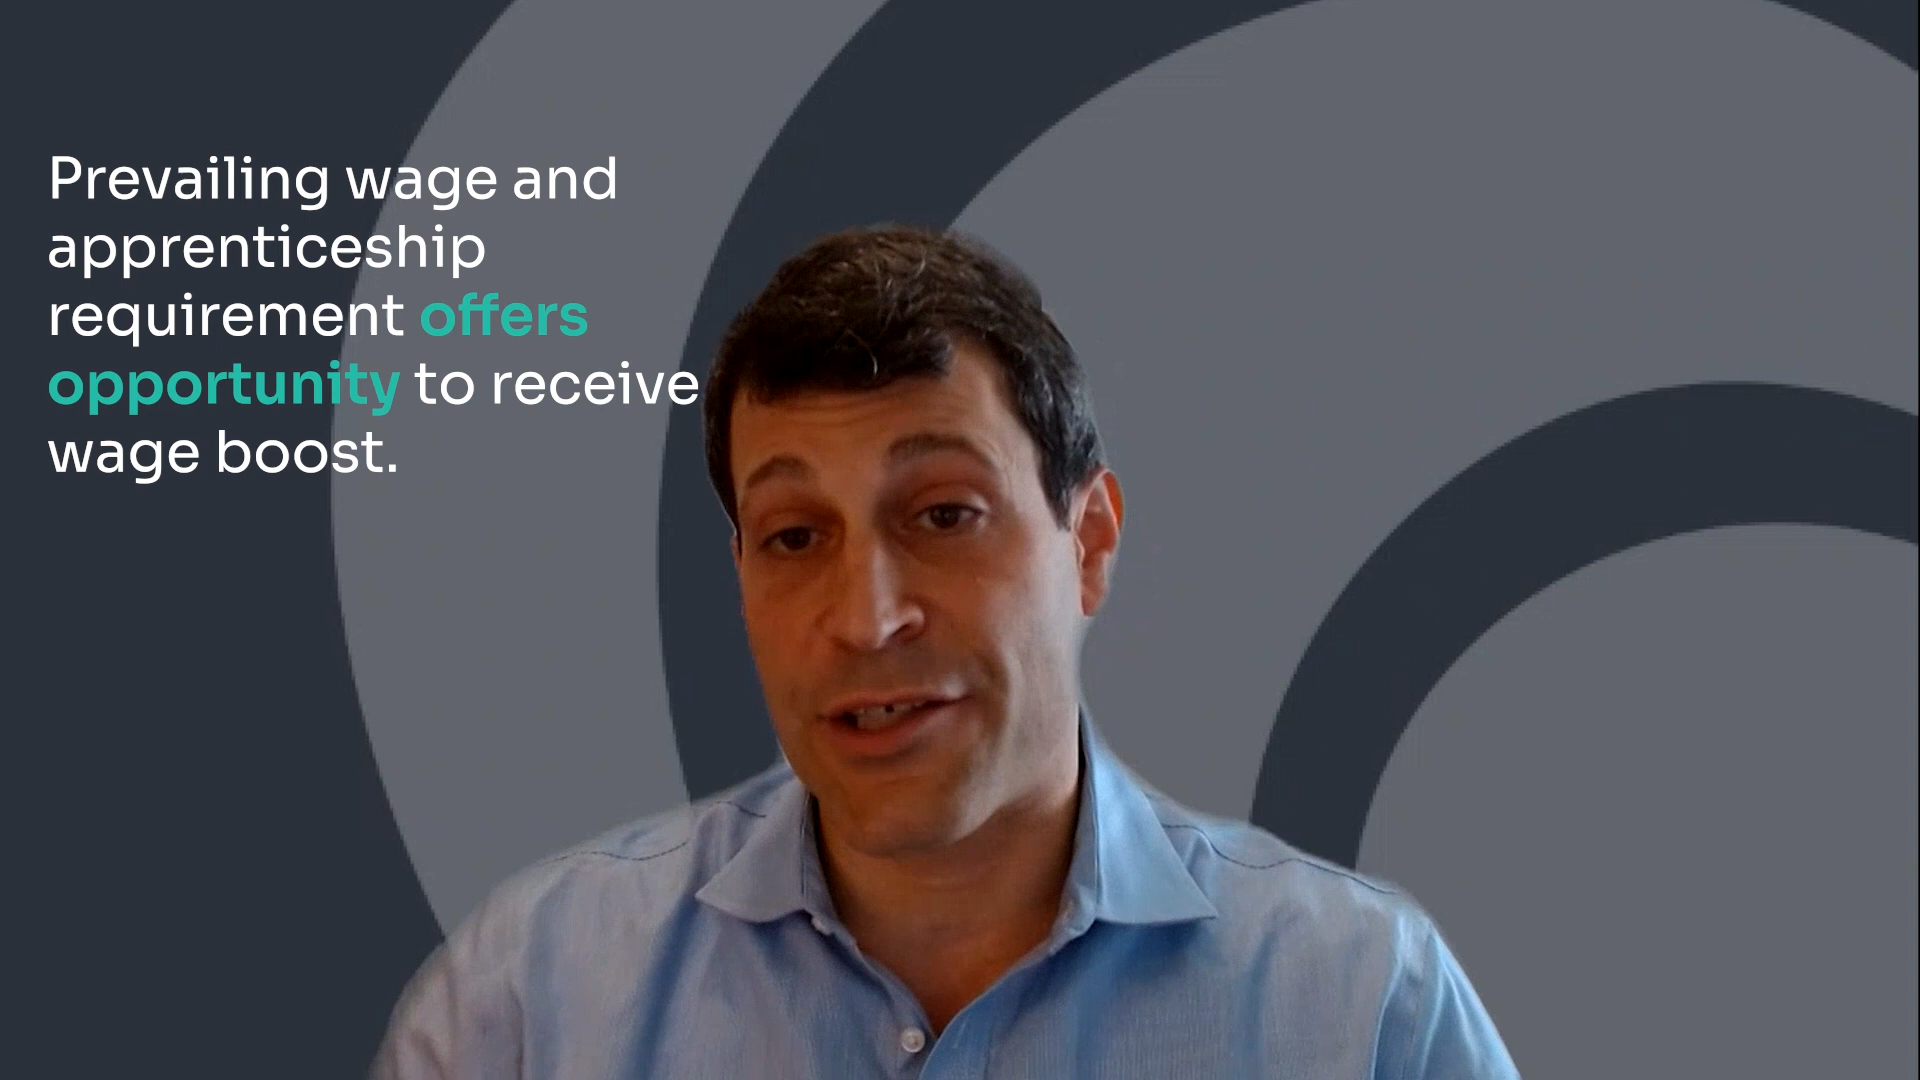 Prevailing wage and
apprenticeship
requirement offers
opportunity to receive
wage boost.